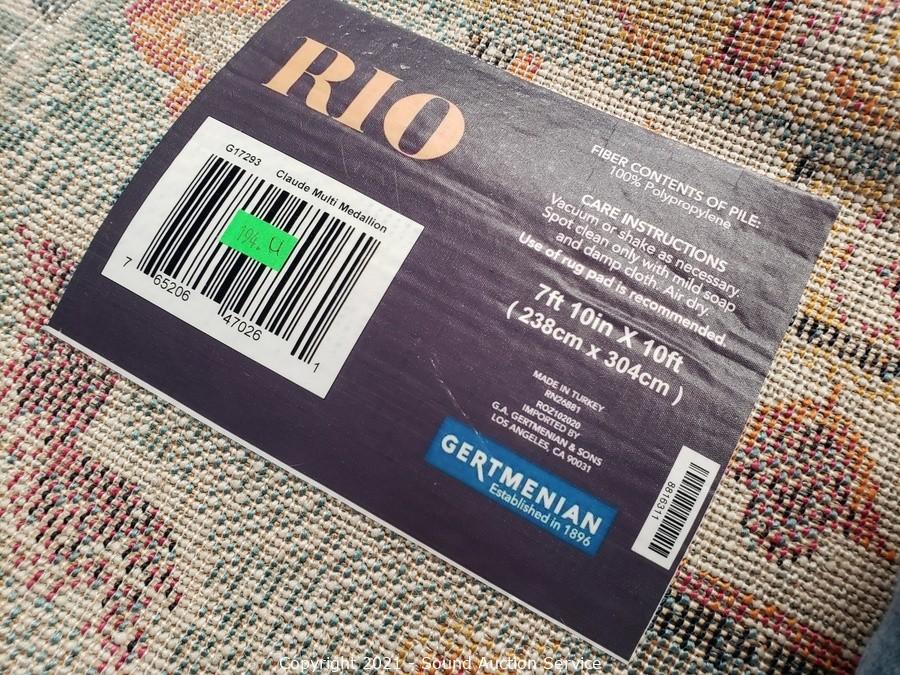 RIO
G17293
Claude Multi Medallion
7
65206
47026
1
FIBER CONTENTS OF PILE:
100% Polypropylene
CARE INSTRUCTIONS
Vacuum or shake as necessary.
Spot clean only with mild soap
and damp cloth. Air dry.
Use of rug pad is recommended.
7ft 10in X 10ft
( 238cm x 304cm )
MADE IN TURKEY
RN26881
ROZ102020
IMPORTED BY
G.A. GERTMENIAN & SONS
LOS ANGELES, CA 90031
GERTMENIAN
Established in 1896
8816311
Copyright 2021 - Sound Auction Service